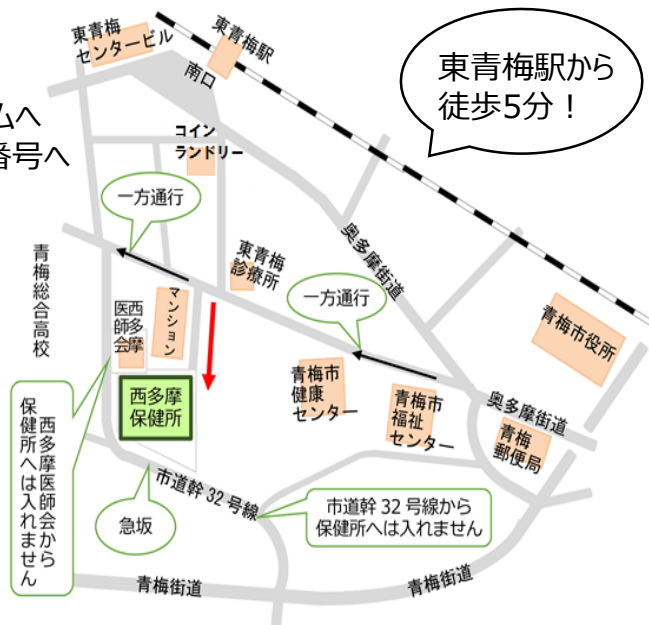 東青梅
センタービル
東青梅駅
南口
東青梅駅から
徒歩5分！
ムへ
番号へ
コイン
ランドリー
一方通行
奥多摩街道
東青梅
診療所
一方通行
青梅総合高校
西多摩
医師会
マンション
青梅市役所
西多摩
保健所
青梅市
健康
センター
青梅市
福祉
センター
奥多摩街道
青梅
郵便局
西多摩医師会から
保健所へは入れません
市道幹32号線
急坂
市道幹32号線から
保健所へは入れません
青梅街道
青梅街道